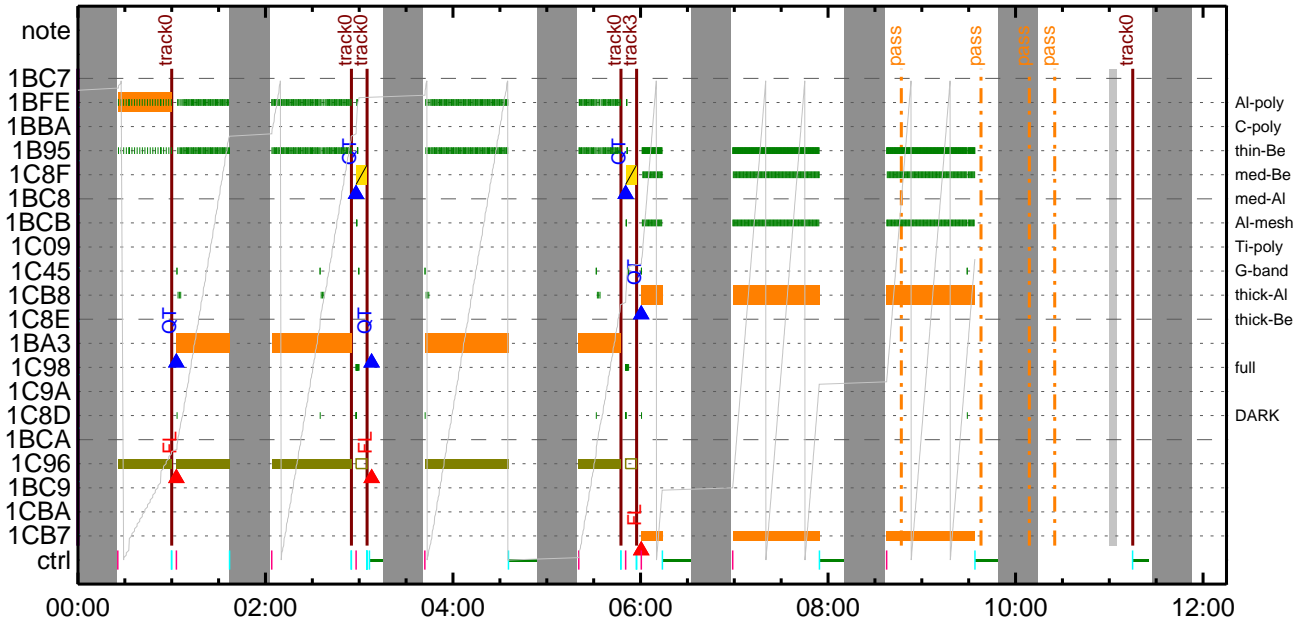 note track0 track0 track0 track0 track3 pass pass pass pass track0
1BC7
1BFE Al-poly
1BBA C-poly
1B95 QT QT thin-Be
1C8F med-Be
1BC8 med-Al
1BCB Al-mesh
1C09 Ti-poly
1C45 QT G-band
1CB8 thick-Al
1C8E QT QT thick-Be
1BA3
1C98 full
1C9A
1C8D DARK
1BCA FL FL
1C96
1BC9
1CBA FL
1CB7
ctrl
00:00 02:00 04:00 06:00 08:00 10:00 12:00